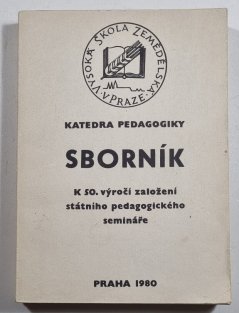 VYSOKÁ ŠKOLA ZEMĚDĚLSKÁ
V PRAZE
KATEDRA PEDAGOGIKY
SBORNÍK
K 50. výročí založení
státního pedagogického
semináře
PRAHA 1980